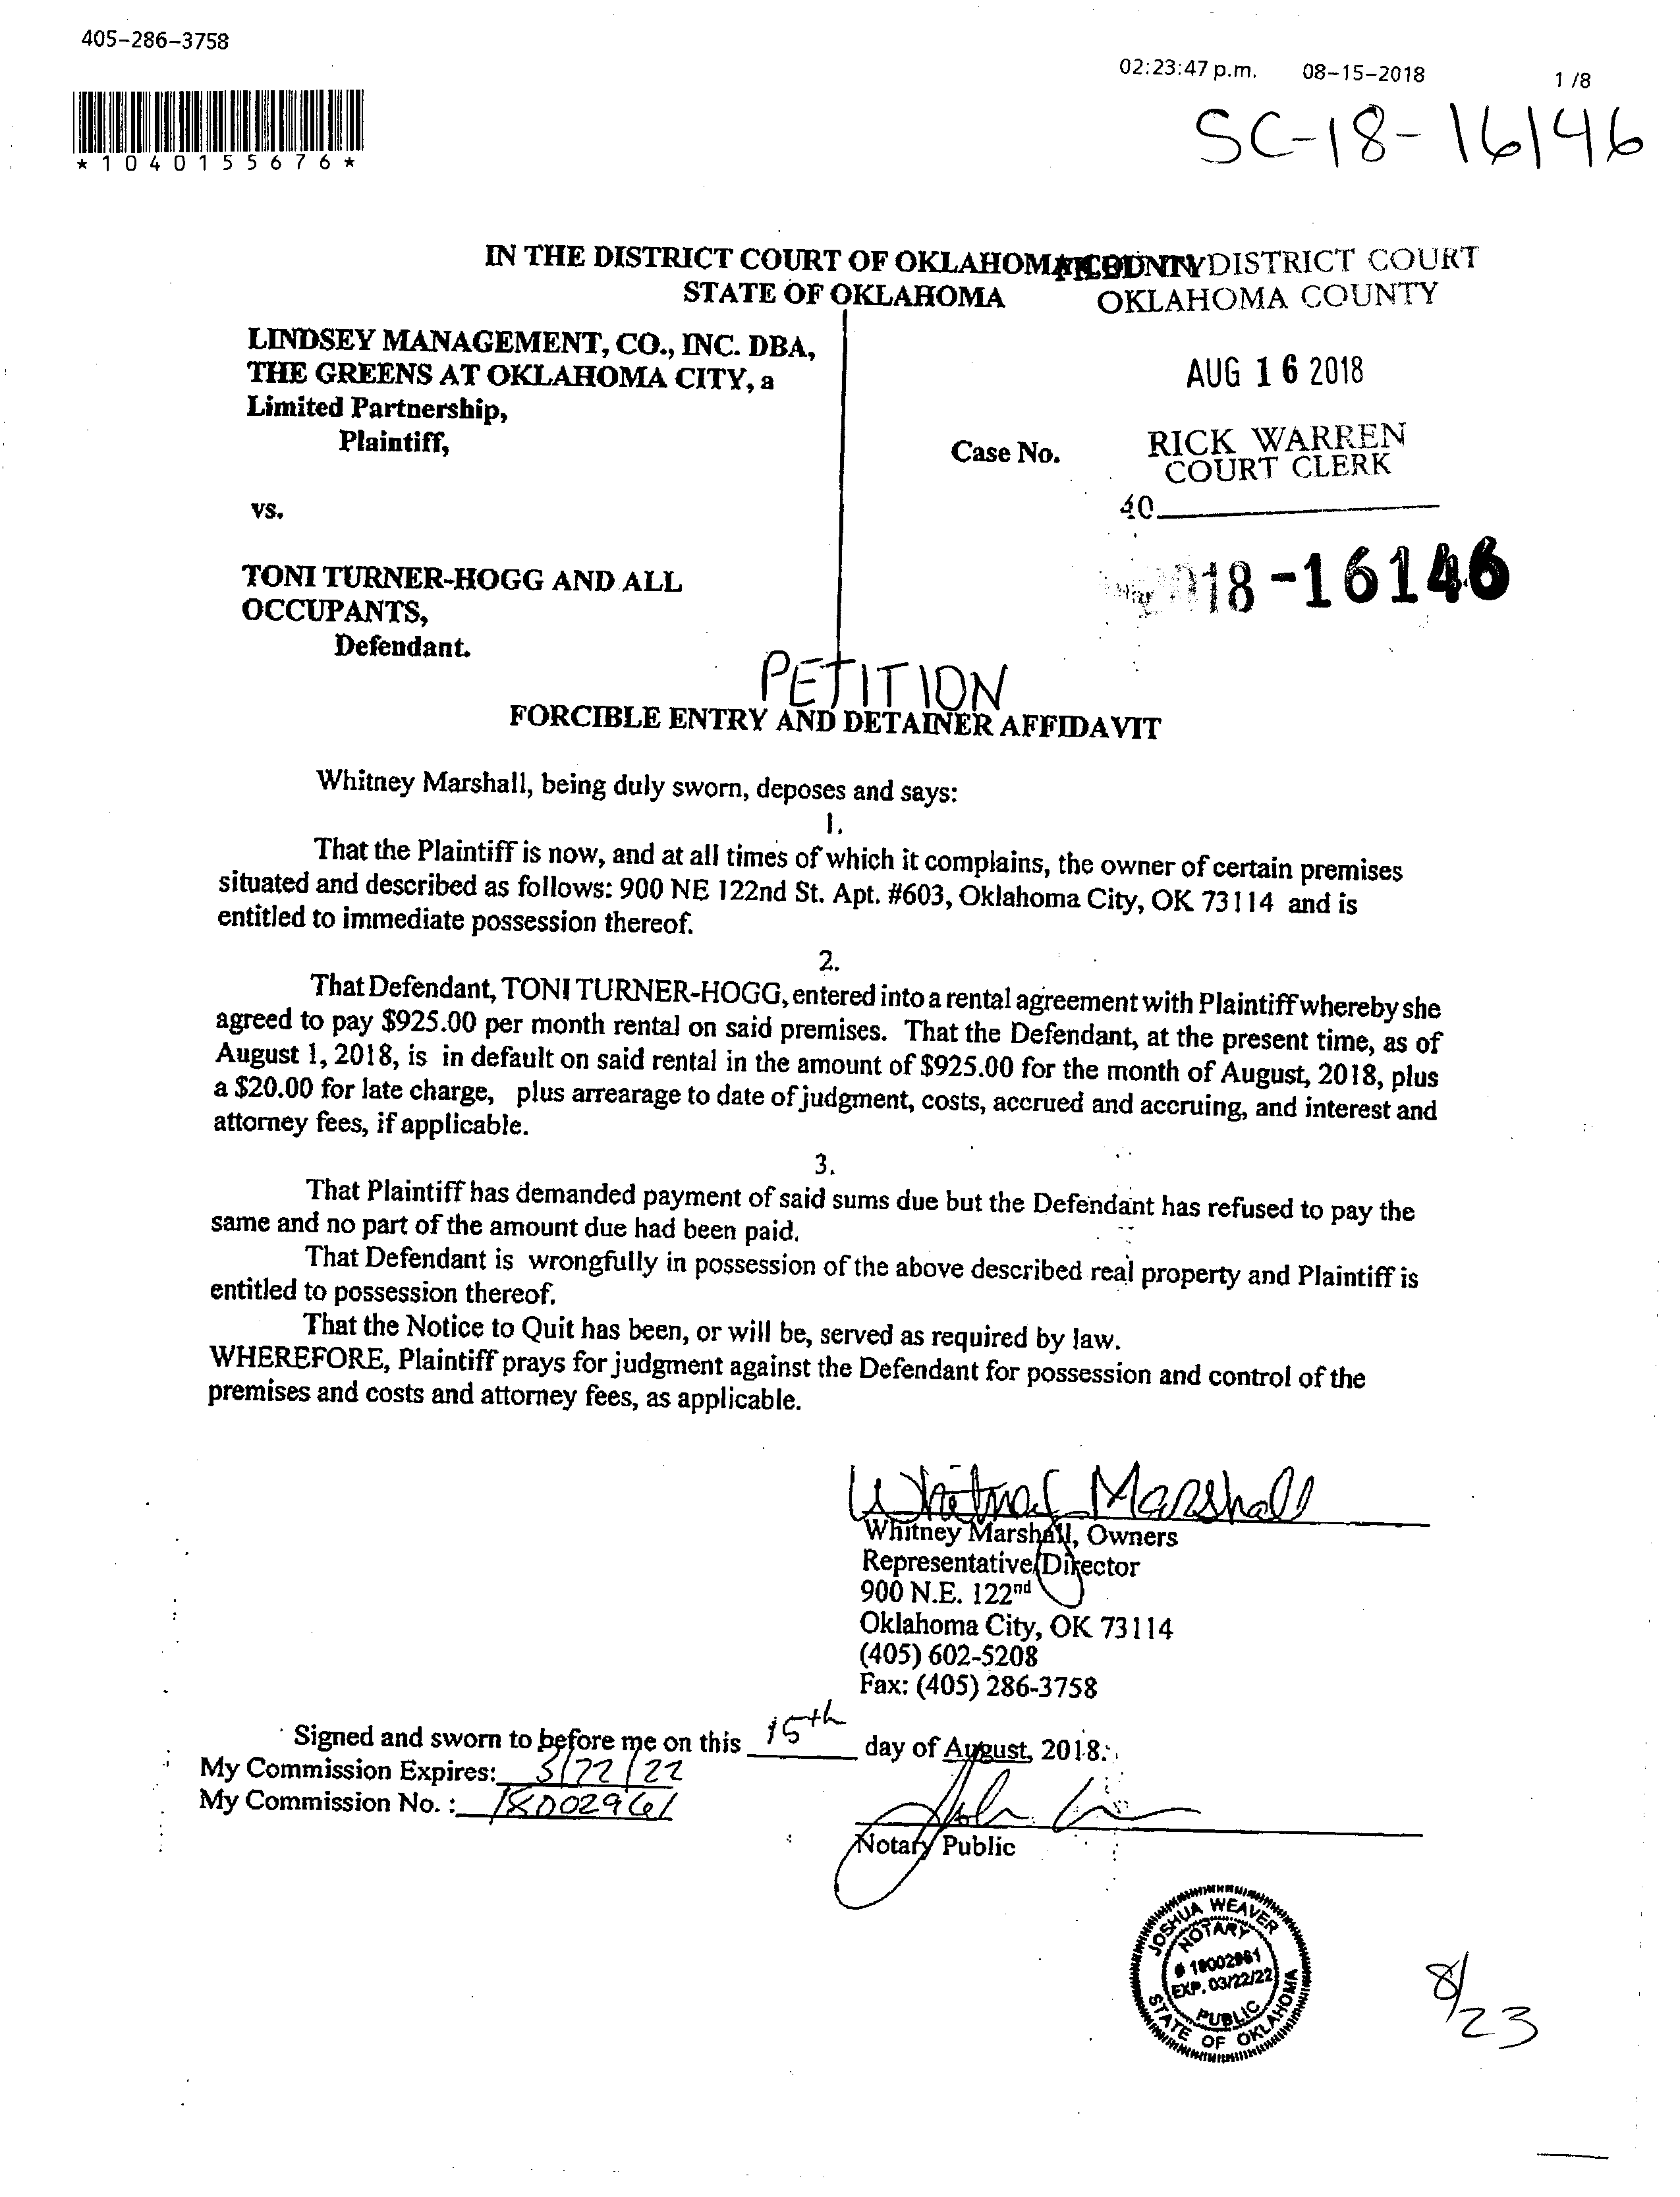 405-286-3758
02:23:47 p.m. 08-15-2018 1 /8
* 1 0 4 0 1 5 5 6 7 6 *
SC-18-16146
IN THE DISTRICT COURT OF OKLAHOMA COUNTY DISTRICT COURT
STATE OF OKLAHOMA OKLAHOMA COUNTY
LINDSEY MANAGEMENT, CO., INC. DBA,
THE GREENS AT OKLAHOMA CITY, a
Limited Partnership,
Plaintiff,
AUG 16 2018
Case No.
RICK WARREN
COURT CLERK
40
vs.
18-16146
TONI TURNER-HOGG AND ALL
OCCUPANTS,
Defendant.
PETITION
FORCIBLE ENTRY AND DETAINER AFFIDAVIT
Whitney Marshall, being duly sworn, deposes and says:
1.
That the Plaintiff is now, and at all times of which it complains, the owner of certain premises
situated and described as follows: 900 NE 122nd St. Apt. #603, Oklahoma City, OK 73114 and is
entitled to immediate possession thereof.
2.
That Defendant, TONI TURNER-HOGG, entered into a rental agreement with Plaintiff whereby she
agreed to pay $925.00 per month rental on said premises. That the Defendant, at the present time, as of
August 1, 2018, is in default on said rental in the amount of $925.00 for the month of August, 2018, plus
a $20.00 for late charge, plus arrearage to date of judgment, costs, accrued and accruing, and interest and
attorney fees, if applicable.
3.
That Plaintiff has demanded payment of said sums due but the Defendant has refused to pay the
same and no part of the amount due had been paid.
That Defendant is wrongfully in possession of the above described real property and Plaintiff is
entitled to possession thereof.
That the Notice to Quit has been, or will be, served as required by law.
WHEREFORE, Plaintiff prays for judgment against the Defendant for possession and control of the
premises and costs and attorney fees, as applicable.
Whitney Marshall
Whitney Marshall, Owners
Representative/Director
900 N.E. 122nd
Oklahoma City, OK 73114
(405) 602-5208
Fax: (405) 286-3758
Signed and sworn to before me on this 15th day of August, 2018.
My Commission Expires: 3/22/22
My Commission No. : 18002961
Notary Public
JOSHUA WEAVER
NOTARY
# 18002961
EXP. 03/22/22
PUBLIC
STATE OF OKLAHOMA
8/23